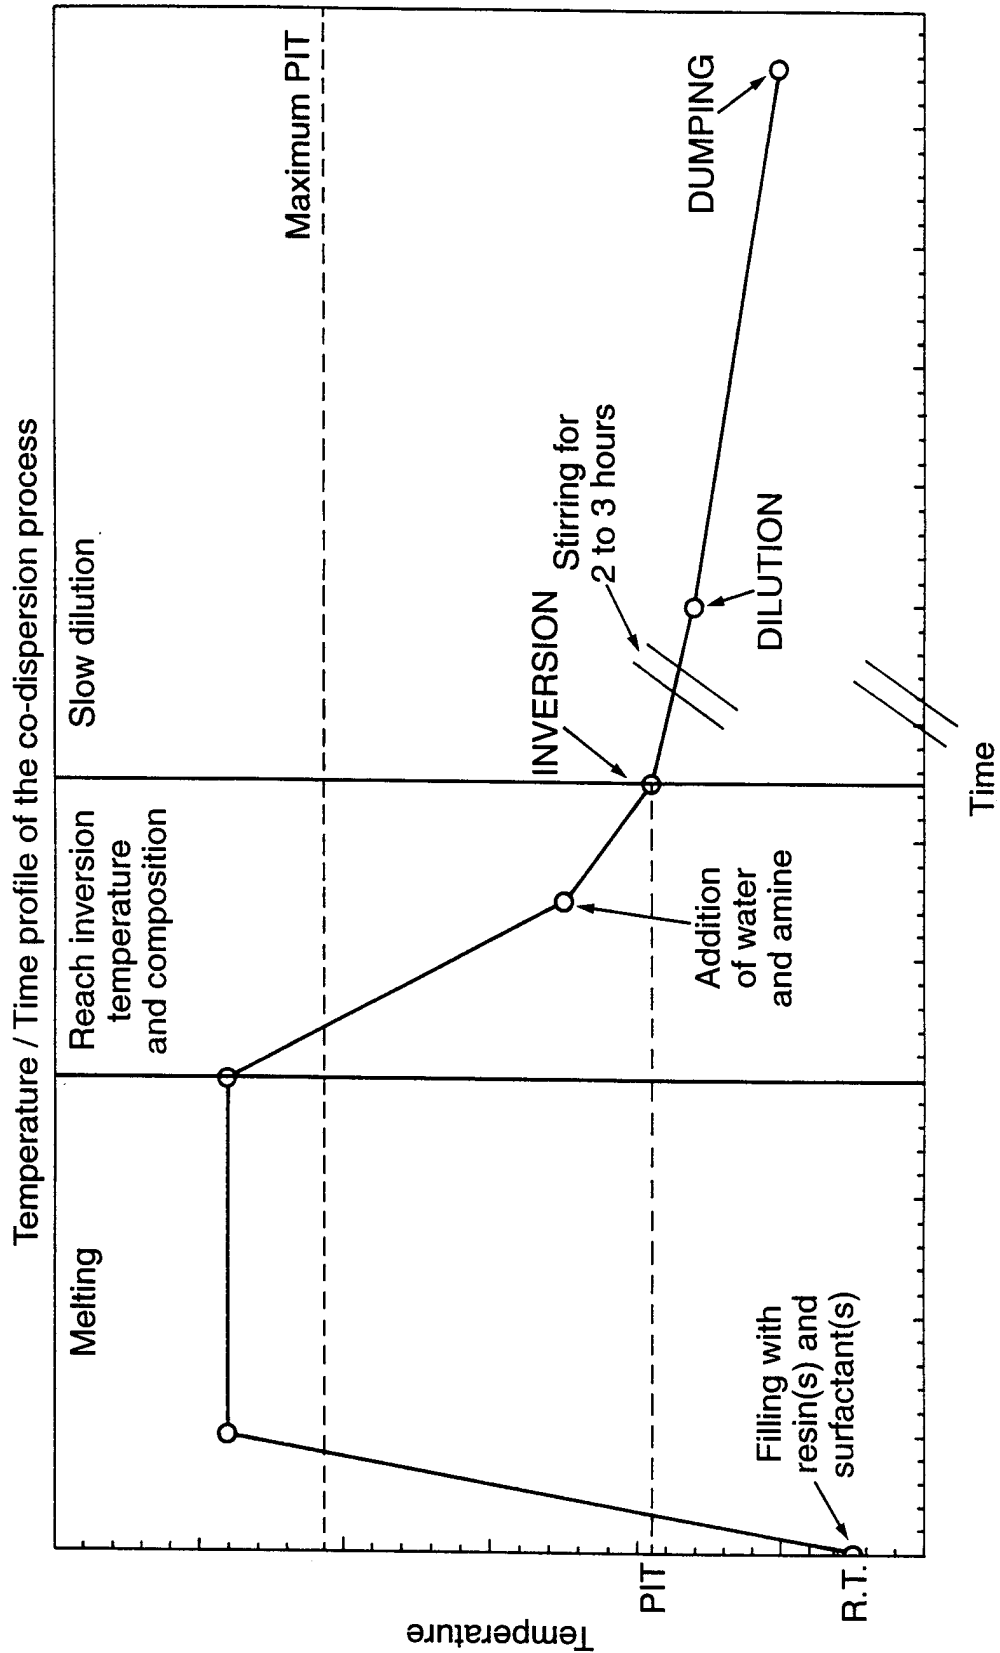 Temperature / Time profile of the co-dispersion process
Melting
Reach inversion
temperature
and composition
Slow dilution
Maximum PIT
Temperature
PIT
R.T.
Filling with
resin(s) and
surfactant(s)
Addition
of water
and amine
INVERSION
Stirring for
2 to 3 hours
DILUTION
DUMPING
Time